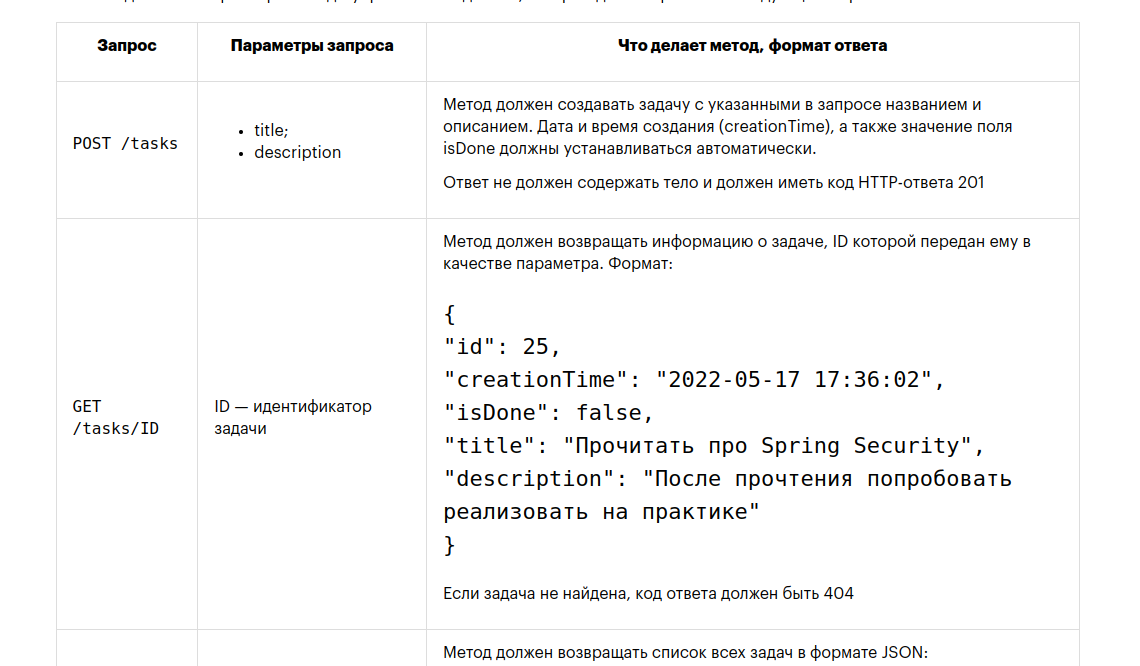 Запрос
Параметры запроса
Что делает метод, формат ответа
POST /tasks
title;
description
Метод должен создавать задачу с указанными в запросе названием и
описанием. Дата и время создания (creationTime), а также значение поля
isDone должны устанавливаться автоматически.
Ответ не должен содержать тело и должен иметь код HTTP-ответа 201
GET
/tasks/ID
ID — идентификатор
задачи
Метод должен возвращать информацию о задаче, ID которой передан ему в
качестве параметра. Формат:
{
"id": 25,
"creationTime": "2022-05-17 17:36:02",
"isDone": false,
"title": "Прочитать про Spring Security",
"description": "После прочтения попробовать
реализовать на практике"
}
Если задача не найдена, код ответа должен быть 404
Метод должен возвращать список всех задач в формате JSON: